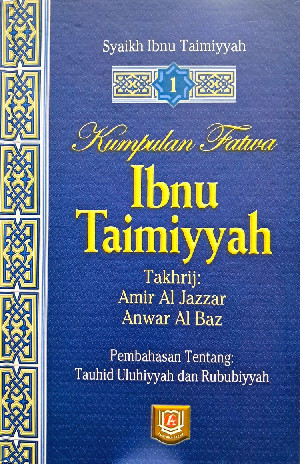 Syaikh Ibnu Taimiyyah
1
Kumpulan Fatwa
Ibnu
Taimiyyah
Takhrij:
Amir Al Jazzar
Anwar Al Baz
Pembahasan Tentang:
Tauhid Uluhiyyah dan Rububiyyah